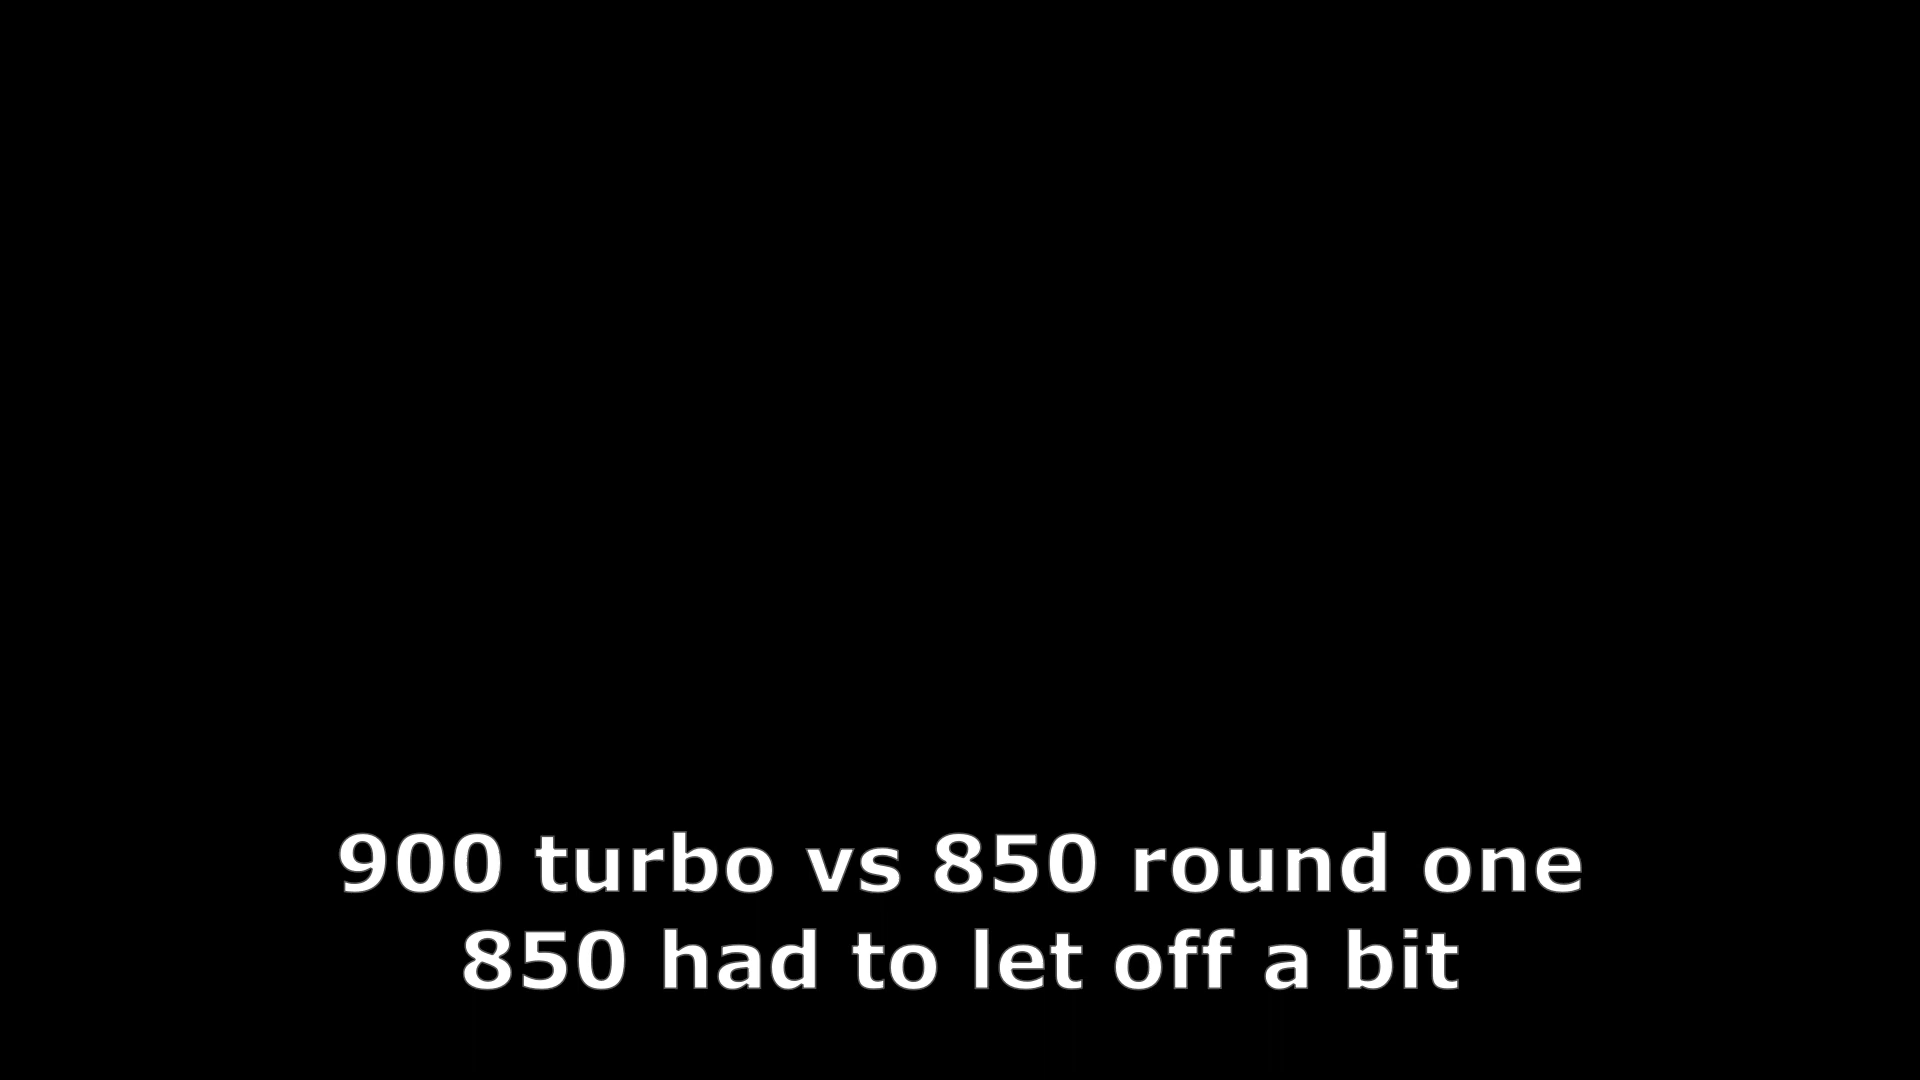 900 turbo vs 850 round one
850 had to let off a bit